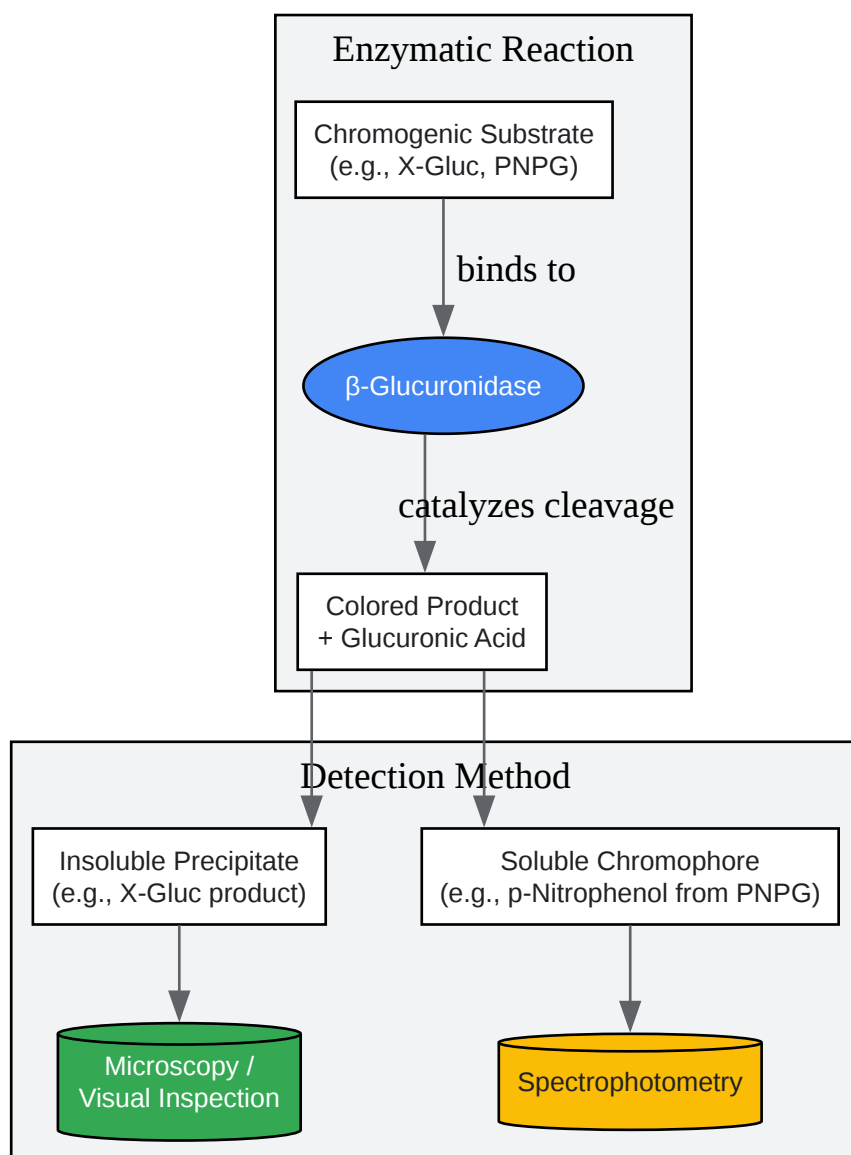 Enzymatic Reaction
Chromogenic Substrate
(e.g., X-Gluc, PNPG)
binds to
β-Glucuronidase
catalyzes cleavage
Colored Product
+ Glucuronic Acid
Detection Method
Insoluble Precipitate
(e.g., X-Gluc product)
Soluble Chromophore
(e.g., p-Nitrophenol from PNPG)
Microscopy /
Visual Inspection
Spectrophotometry